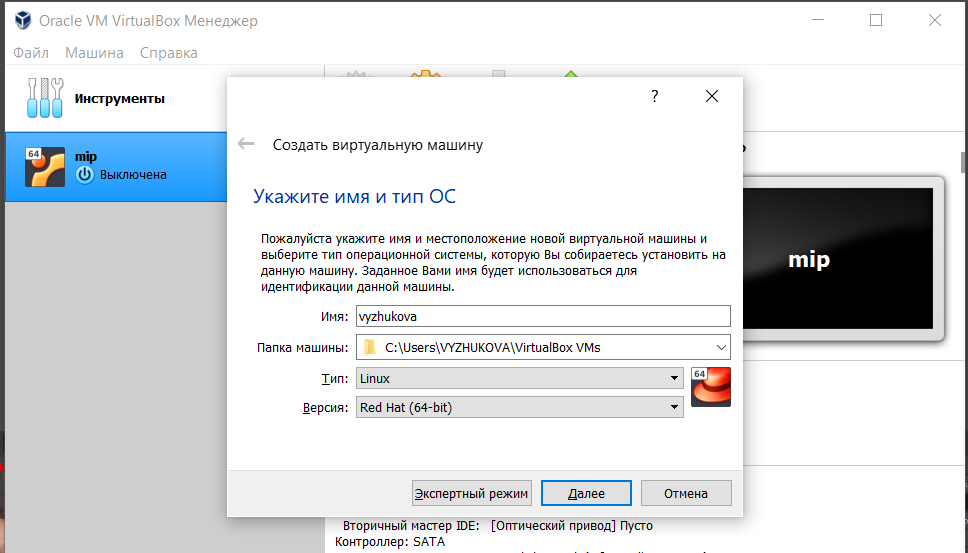 Oracle VM VirtualBox Менеджер
Файл Машина Справка
Инструменты
64
mip
Выключена
?
Создать виртуальную машину
Укажите имя и тип ОС
Пожалуйста укажите имя и местоположение новой виртуальной машины и
выберите тип операционной системы, которую Вы собираетесь установить на
данную машину. Заданное Вами имя будет использоваться для
идентификации данной машины.
Имя: vyzhukova
Папка машины: C:\Users\VYZHUKOVA\VirtualBox VMs
Тип: Linux
64
Версия: Red Hat (64-bit)
Экспертный режим Далее Отмена
mip
Вторичный мастер IDE: [Оптический привод] Пусто
Контроллер: SATA